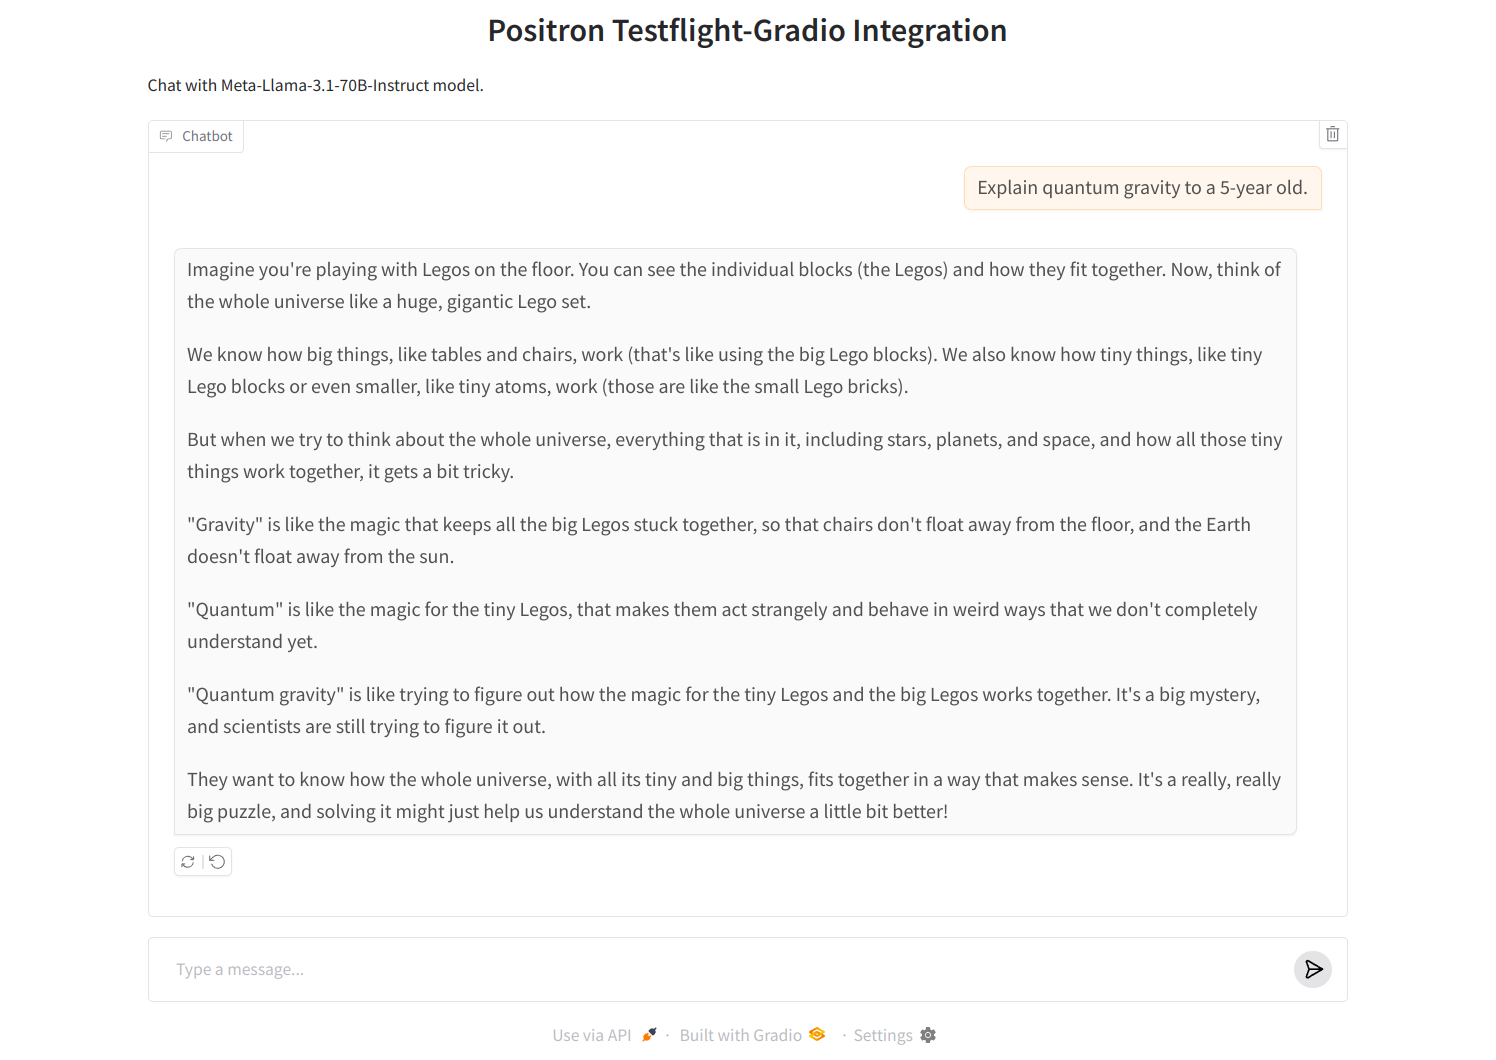 Positron Testflight-Gradio Integration
Chat with Meta-Llama-3.1-70B-Instruct model.
Chatbot
Explain quantum gravity to a 5-year old.
Imagine you're playing with Legos on the floor. You can see the individual blocks (the Legos) and how they fit together. Now, think of
the whole universe like a huge, gigantic Lego set.
We know how big things, like tables and chairs, work (that's like using the big Lego blocks). We also know how tiny things, like tiny
Lego blocks or even smaller, like tiny atoms, work (those are like the small Lego bricks).
But when we try to think about the whole universe, everything that is in it, including stars, planets, and space, and how all those tiny
things work together, it gets a bit tricky.
"Gravity" is like the magic that keeps all the big Legos stuck together, so that chairs don't float away from the floor, and the Earth
doesn't float away from the sun.
"Quantum" is like the magic for the tiny Legos, that makes them act strangely and behave in weird ways that we don't completely
understand yet.
"Quantum gravity" is like trying to figure out how the magic for the tiny Legos and the big Legos works together. It's a big mystery,
and scientists are still trying to figure it out.
They want to know how the whole universe, with all its tiny and big things, fits together in a way that makes sense. It's a really, really
big puzzle, and solving it might just help us understand the whole universe a little bit better!
Type a message...
Use via API · Built with Gradio · Settings